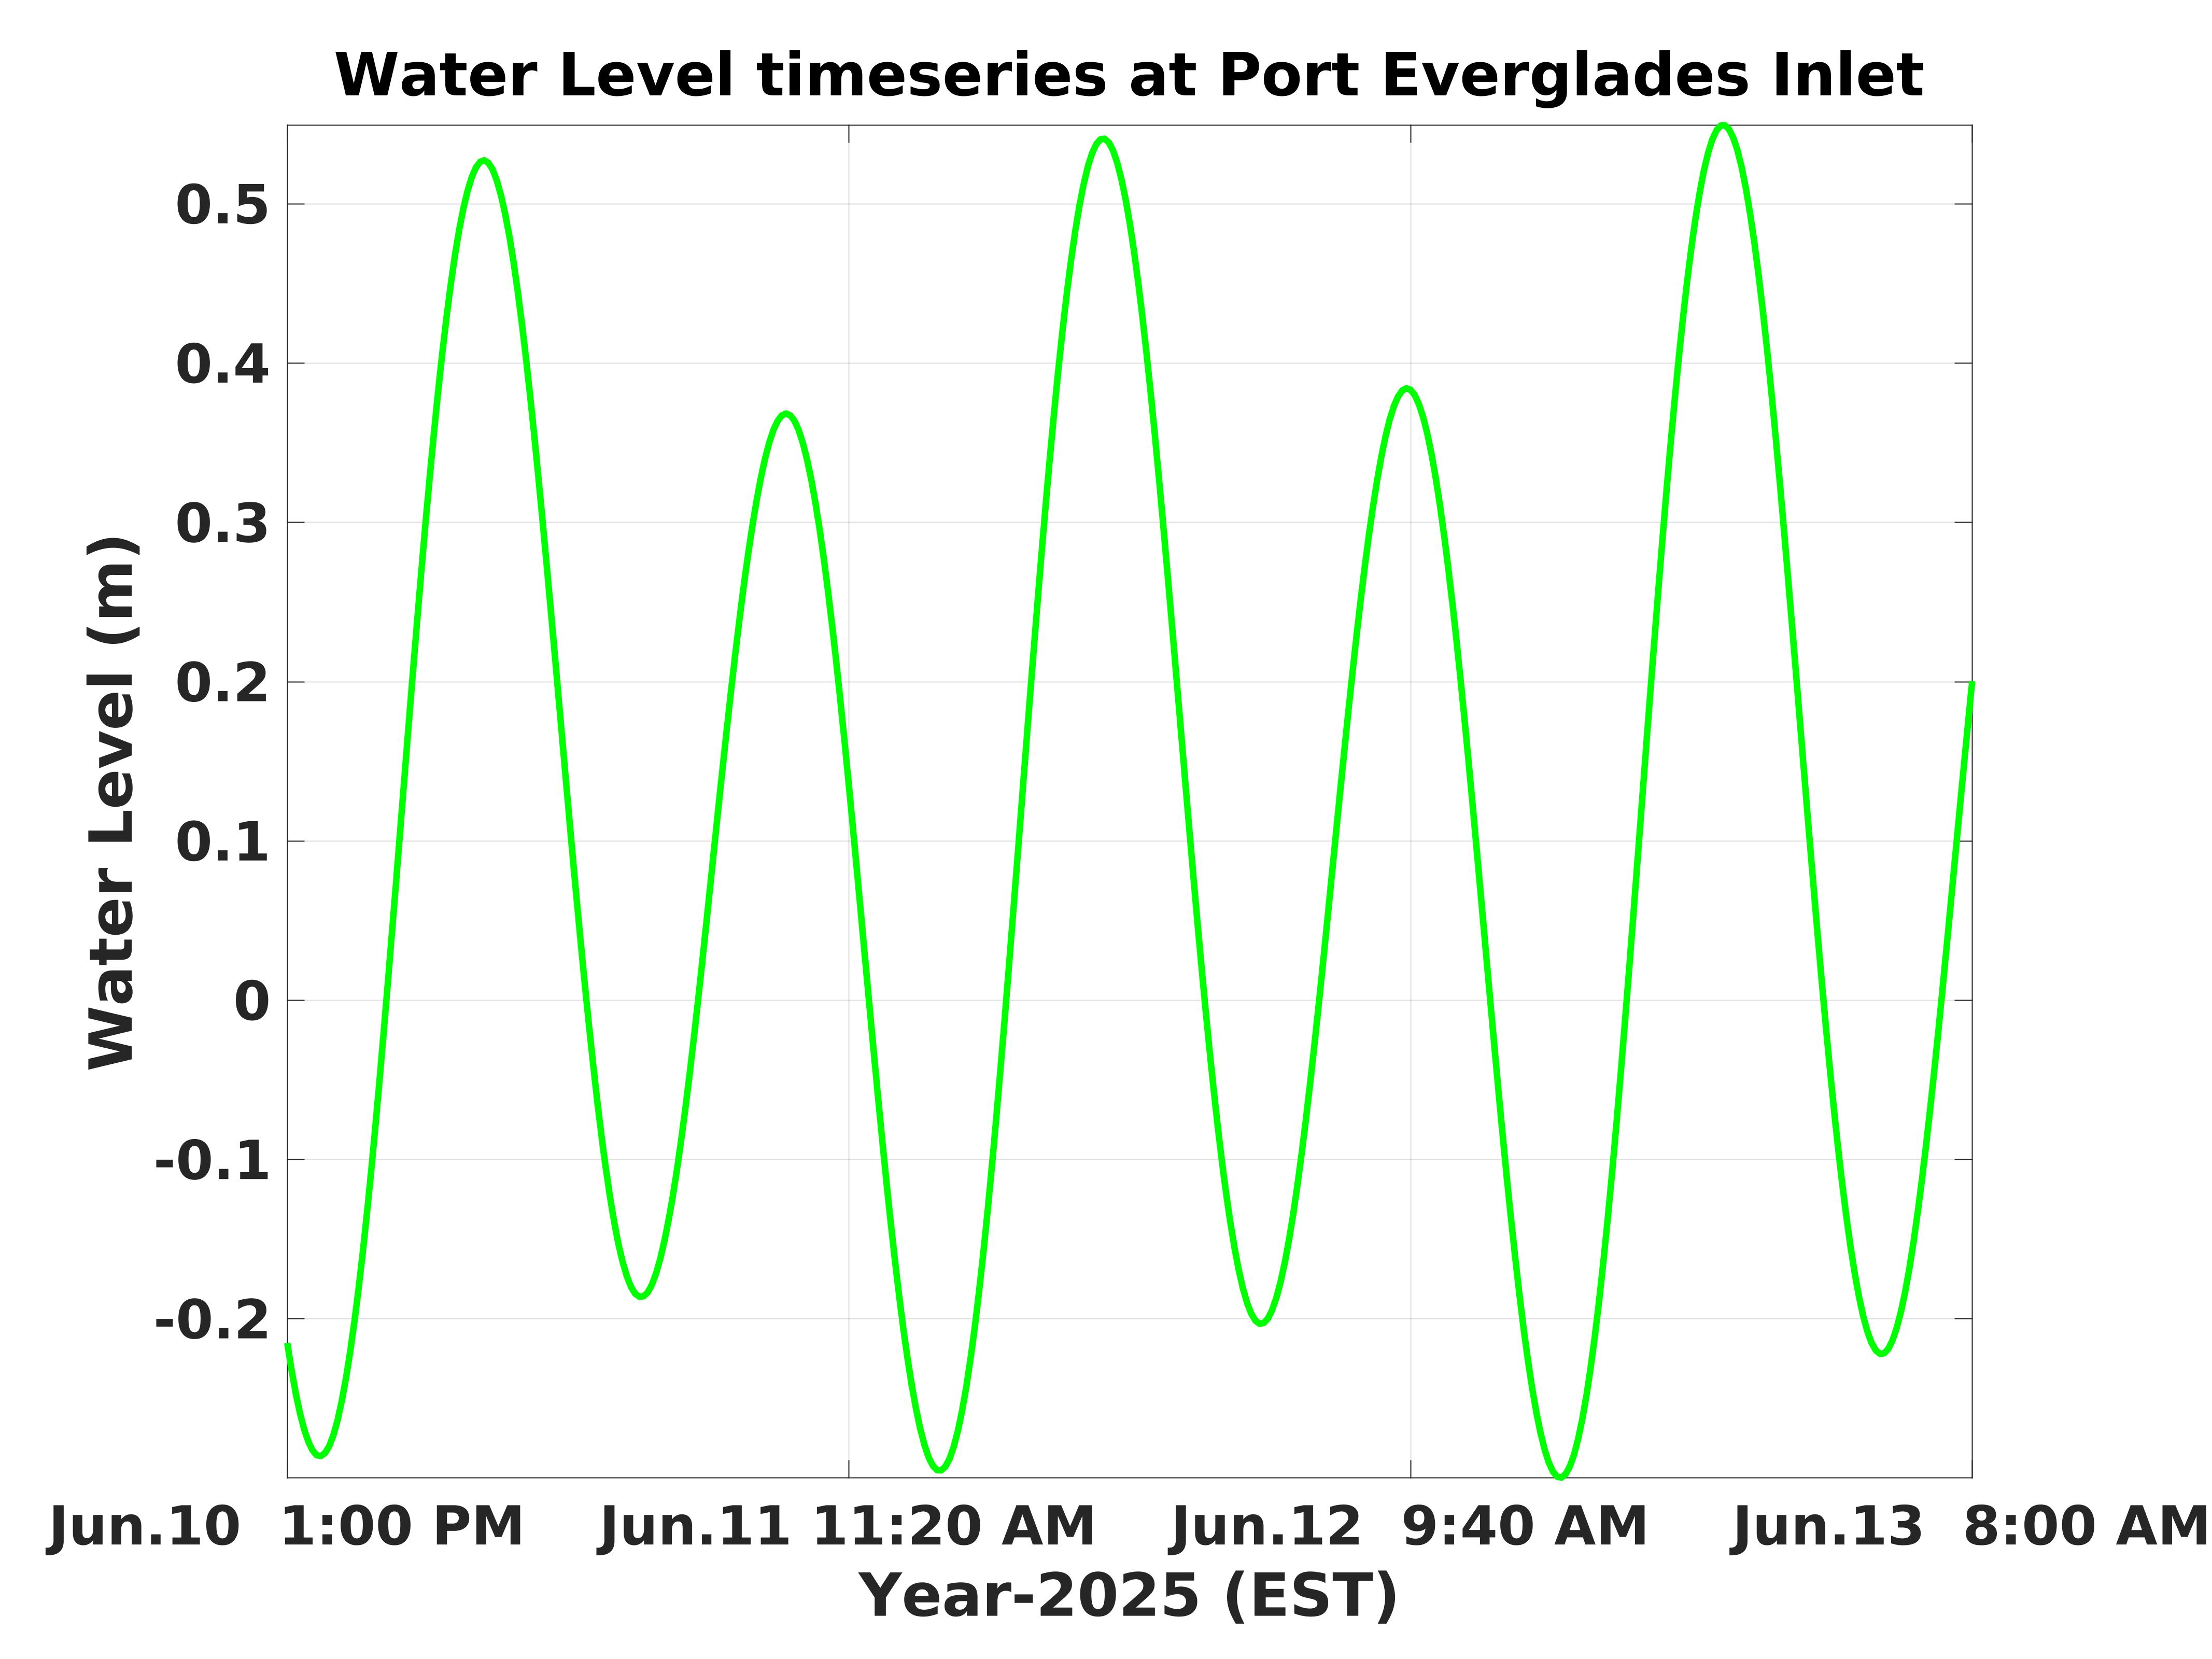 Water Level timeseries at Port Everglades Inlet
Water Level (m)
0.5
0.4
0.3
0.2
0.1
0
-0.1
-0.2
Jun.10 1:00 PM Jun.11 11:20 AM Jun.12 9:40 AM Jun.13 8:00 AM
Year-2025 (EST)